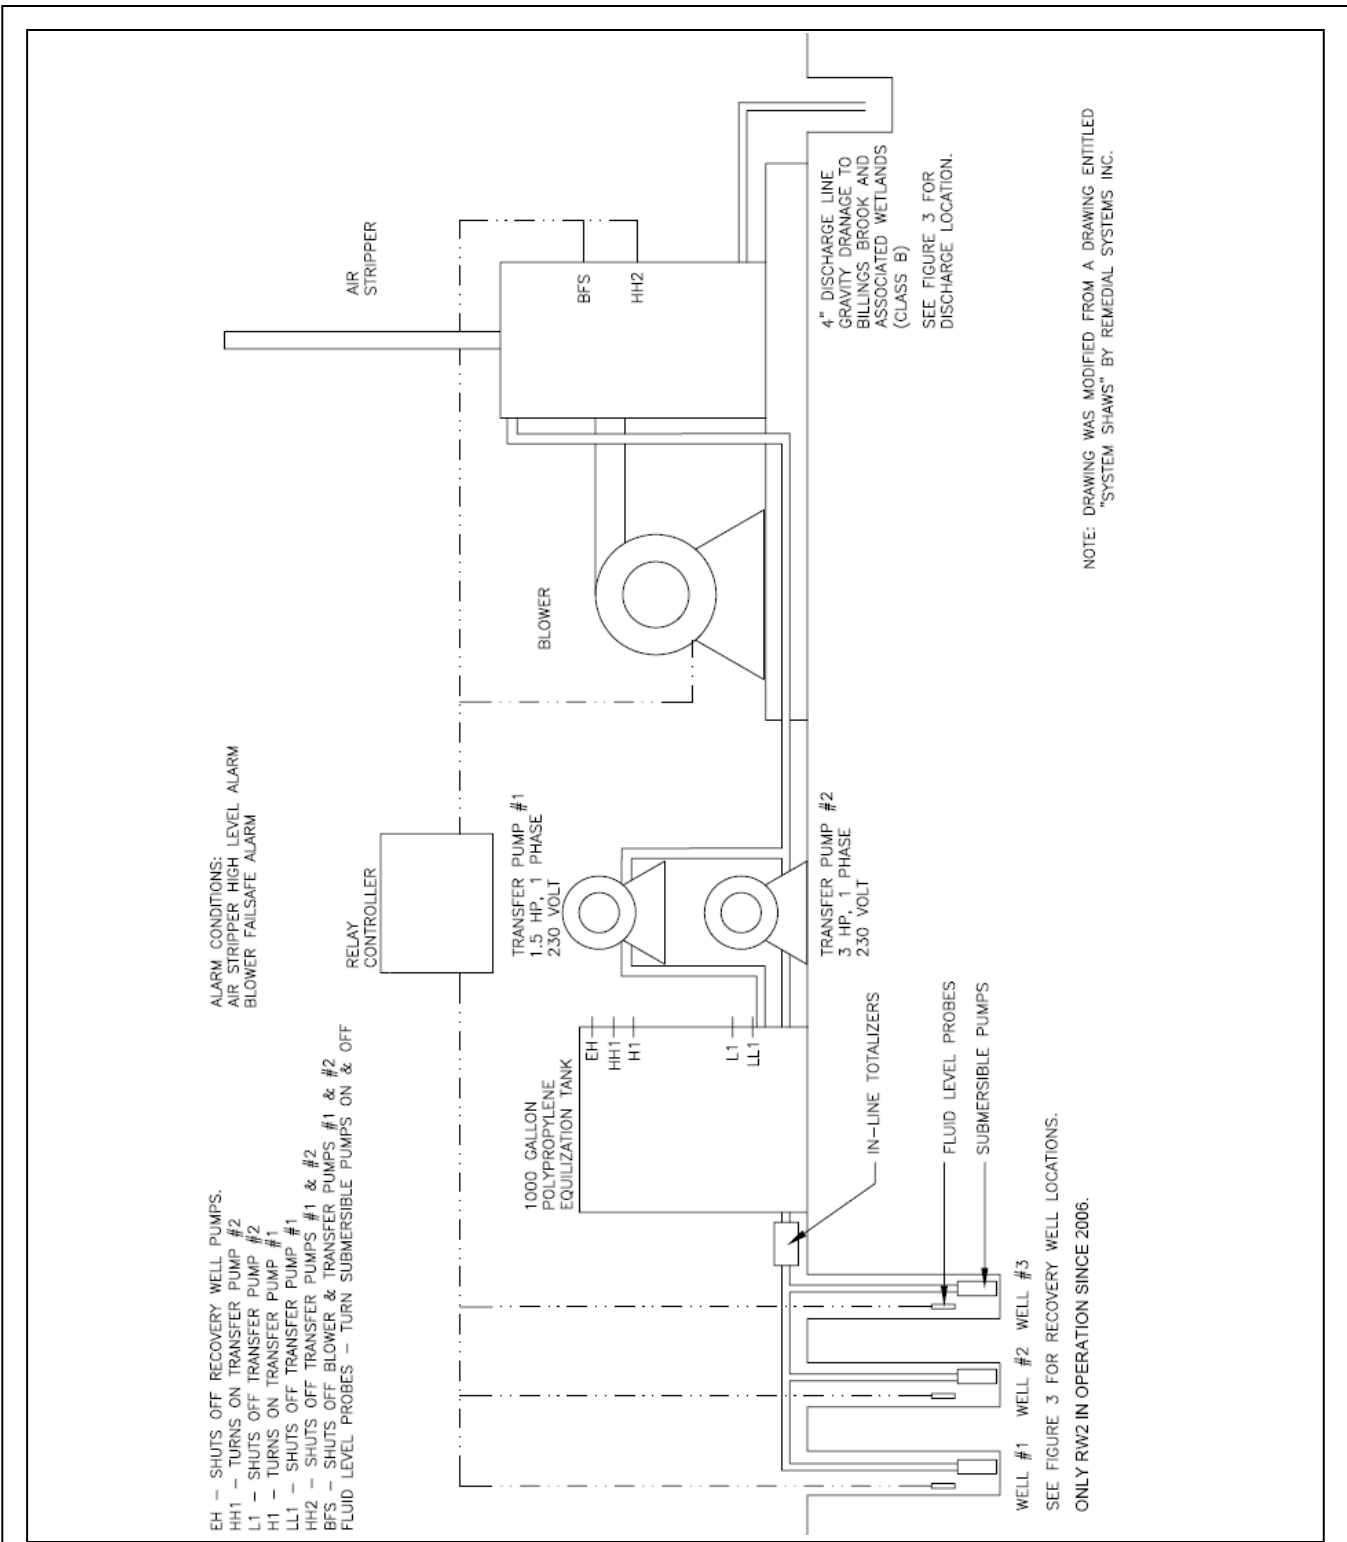 EH – SHUTS OFF RECOVERY WELL PUMPS.
HH1 – TURNS ON TRANSFER PUMP #2
L1 – SHUTS OFF TRANSFER PUMP #2
H1 – TURNS ON TRANSFER PUMP #1
LL1 – SHUTS OFF TRANSFER PUMP #1
HH2 – SHUTS OFF TRANSFER PUMPS #1 & #2
BFS – SHUTS OFF BLOWER & TRANSFER PUMPS #1 & #2
FLUID LEVEL PROBES – TURN SUBMERSIBLE PUMPS ON & OFF
ALARM CONDITIONS:
AIR STRIPPER HIGH LEVEL ALARM
BLOWER FAILSAFE ALARM
RELAY
CONTROLLER
AIR
STRIPPER
1000 GALLON
POLYPROPYLENE
EQUILIZATION TANK
EH
HH1
H1
L1
LL1
TRANSFER PUMP #1
1.5 HP, 1 PHASE
230 VOLT
BLOWER
BFS
HH2
TRANSFER PUMP #2
3 HP, 1 PHASE
230 VOLT
4" DISCHARGE LINE
GRAVITY DRANAGE TO
BILLINGS BROOK AND
ASSOCIATED WETLANDS
(CLASS B)
SEE FIGURE 3 FOR
DISCHARGE LOCATION.
IN–LINE TOTALIZERS
FLUID LEVEL PROBES
SUBMERSIBLE PUMPS
WELL #1 WELL #2 WELL #3
SEE FIGURE 3 FOR RECOVERY WELL LOCATIONS.
ONLY RW2 IN OPERATION SINCE 2006.
NOTE: DRAWING WAS MODIFIED FROM A DRAWING ENTITLED
"SYSTEM SHAWS" BY REMEDIAL SYSTEMS INC.